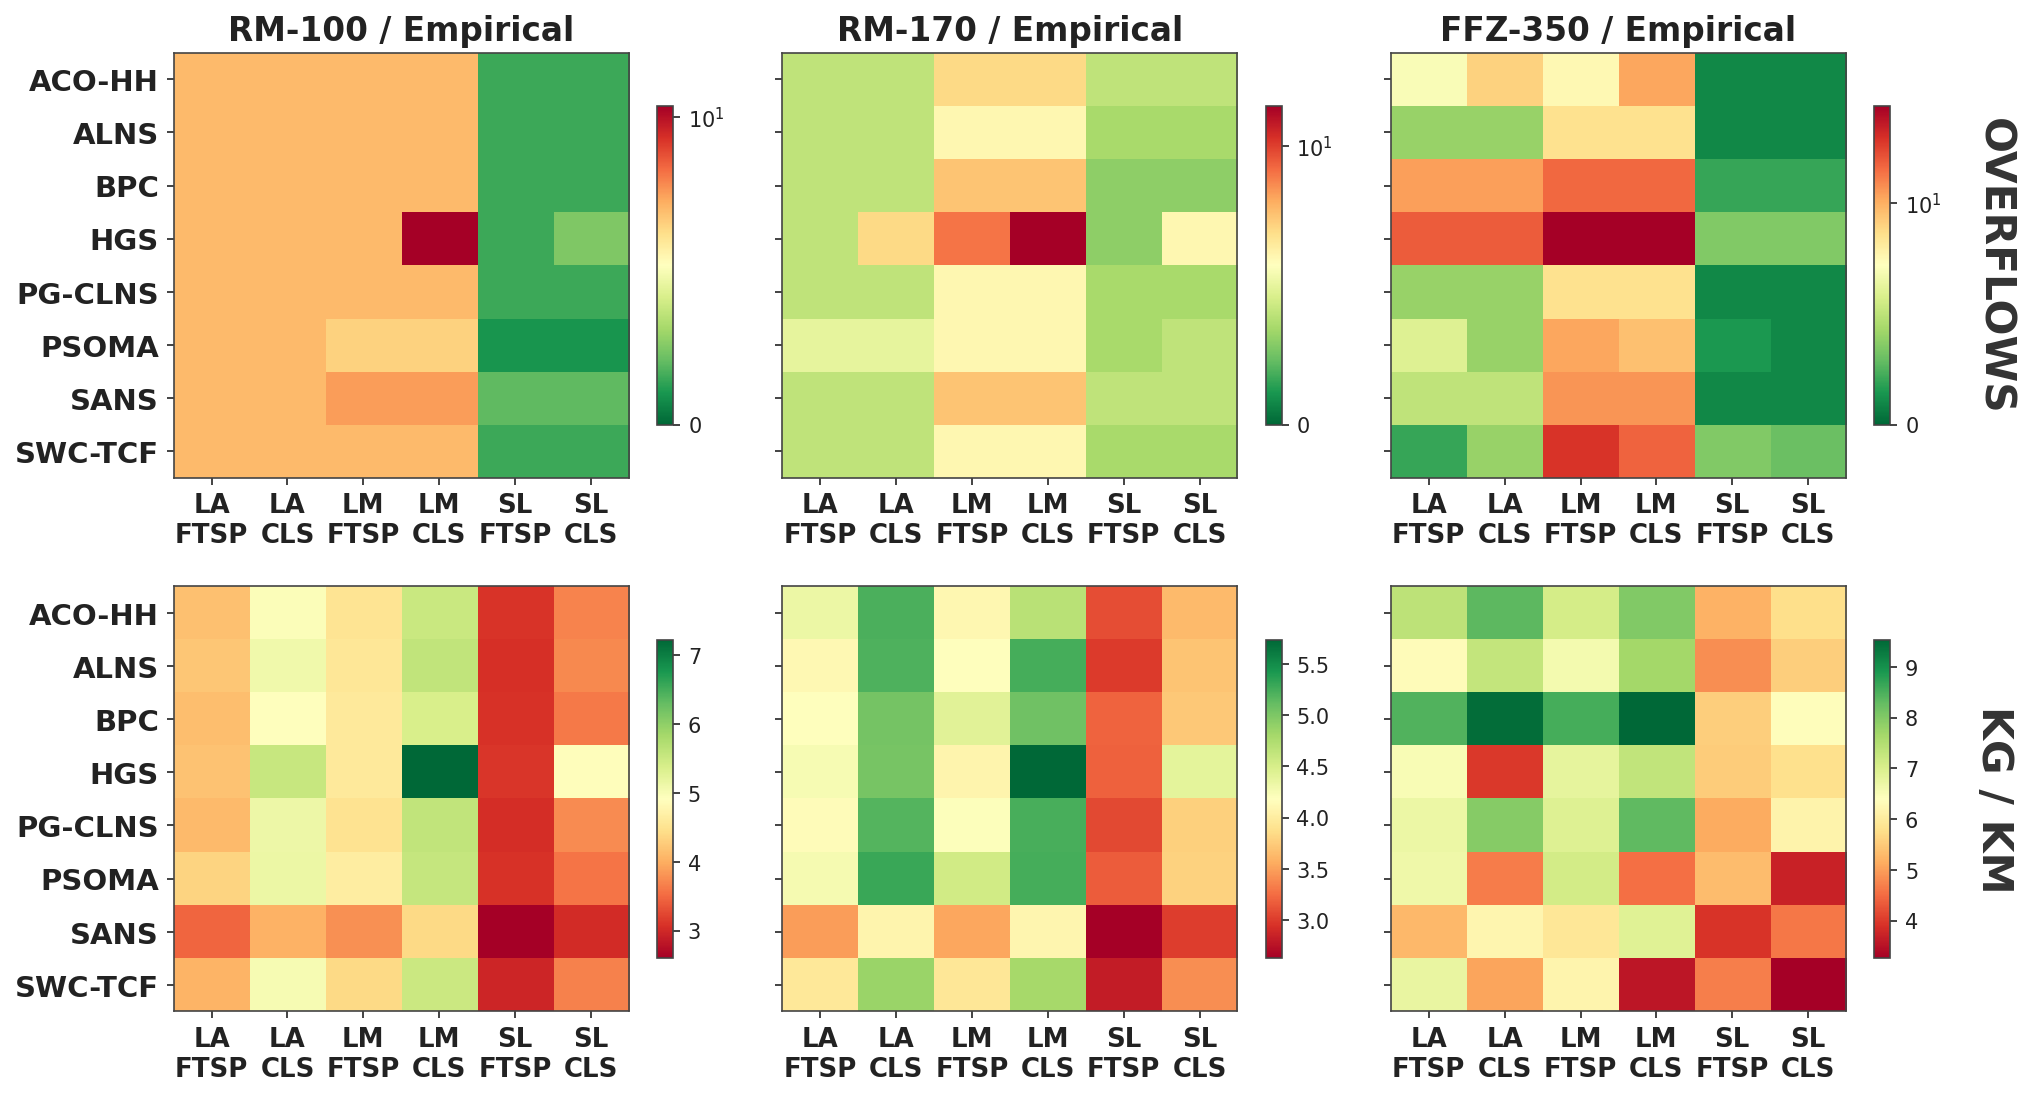 RM-100 / Empirical
RM-170 / Empirical
FFZ-350 / Empirical
ACO-HH
ALNS
BPC
HGS
PG-CLNS
PSOMA
SANS
SWC-TCF
10¹
0
10¹
0
10¹
0
OVERFLOWS
LA FTSP
LA CLS
LM FTSP
LM CLS
SL FTSP
SL CLS
LA FTSP
LA CLS
LM FTSP
LM CLS
SL FTSP
SL CLS
LA FTSP
LA CLS
LM FTSP
LM CLS
SL FTSP
SL CLS
ACO-HH
ALNS
BPC
HGS
PG-CLNS
PSOMA
SANS
SWC-TCF
7
6
5
4
3
5.5
5.0
4.5
4.0
3.5
3.0
9
8
7
6
5
4
KG / KM
LA FTSP
LA CLS
LM FTSP
LM CLS
SL FTSP
SL CLS
LA FTSP
LA CLS
LM FTSP
LM CLS
SL FTSP
SL CLS
LA FTSP
LA CLS
LM FTSP
LM CLS
SL FTSP
SL CLS